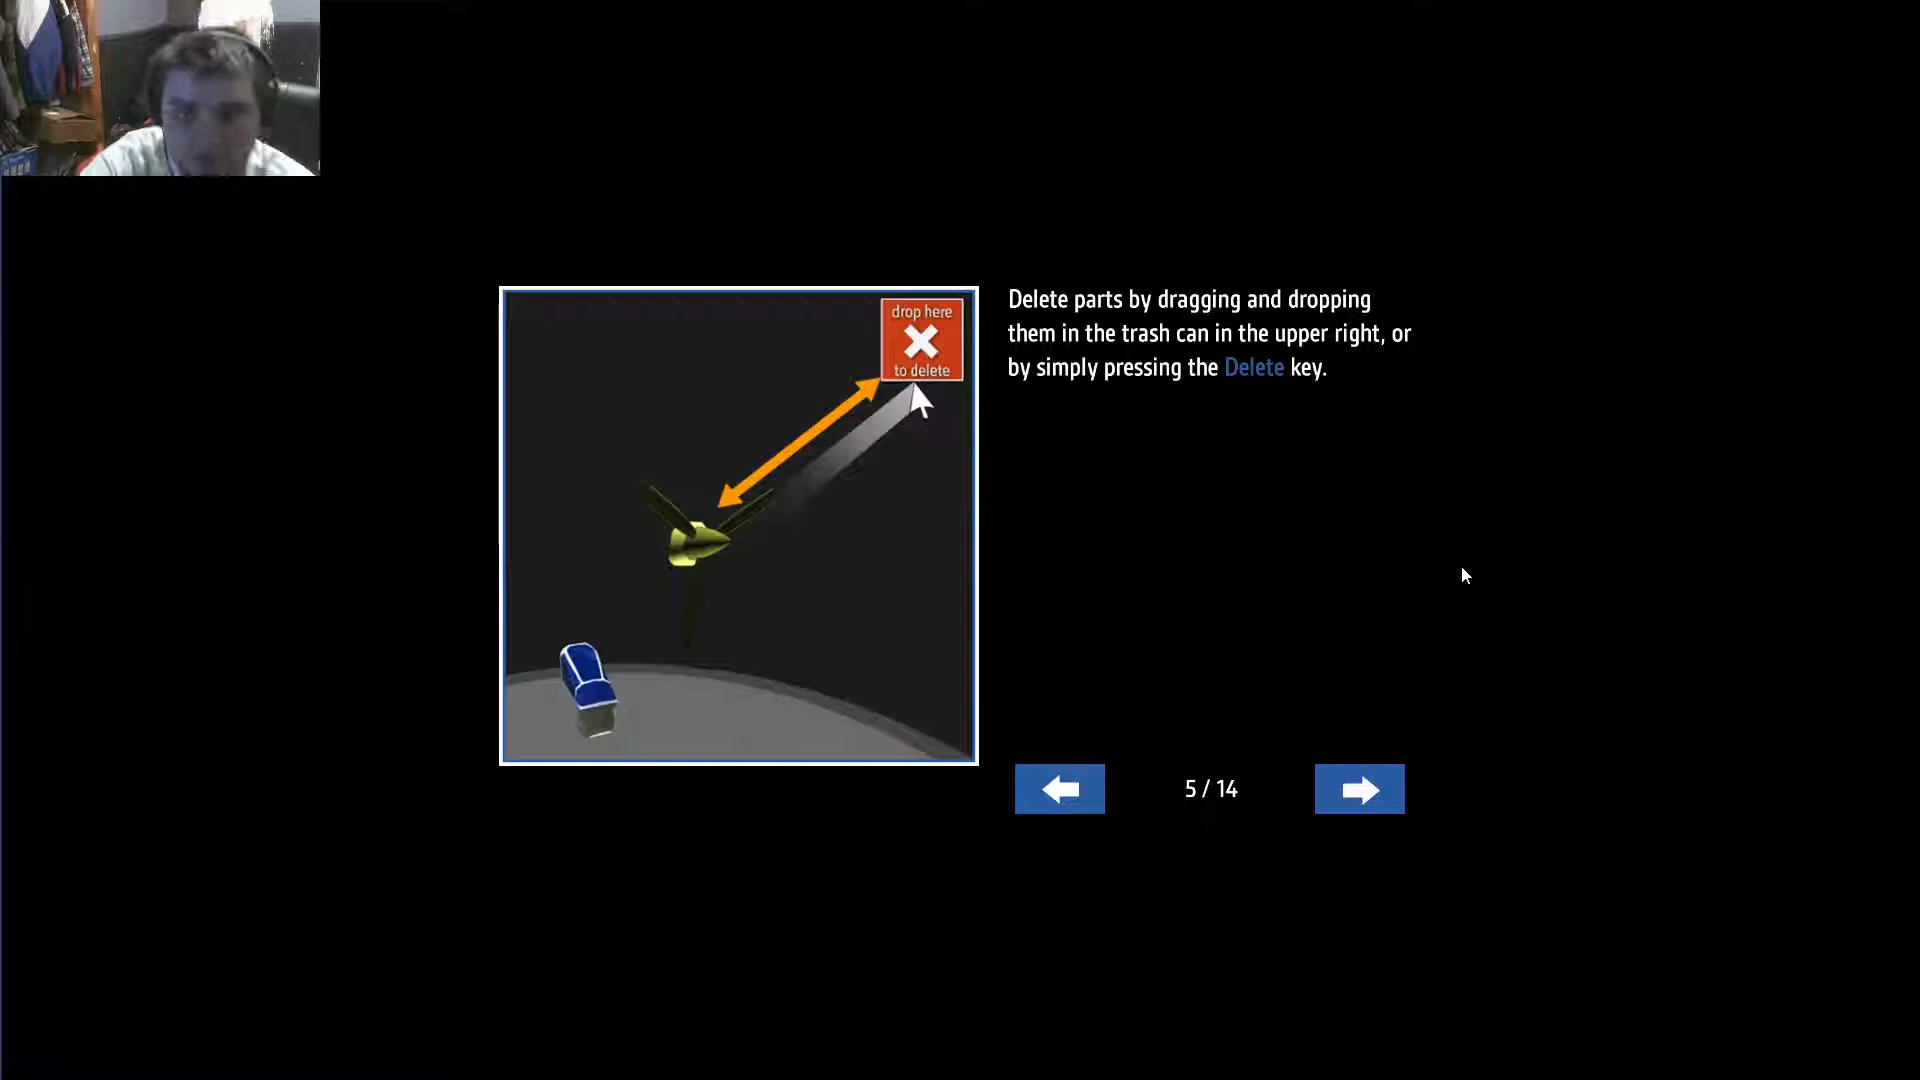 drop here
to delete
Delete parts by dragging and dropping
them in the trash can in the upper right, or
by simply pressing the Delete key.
5 / 14